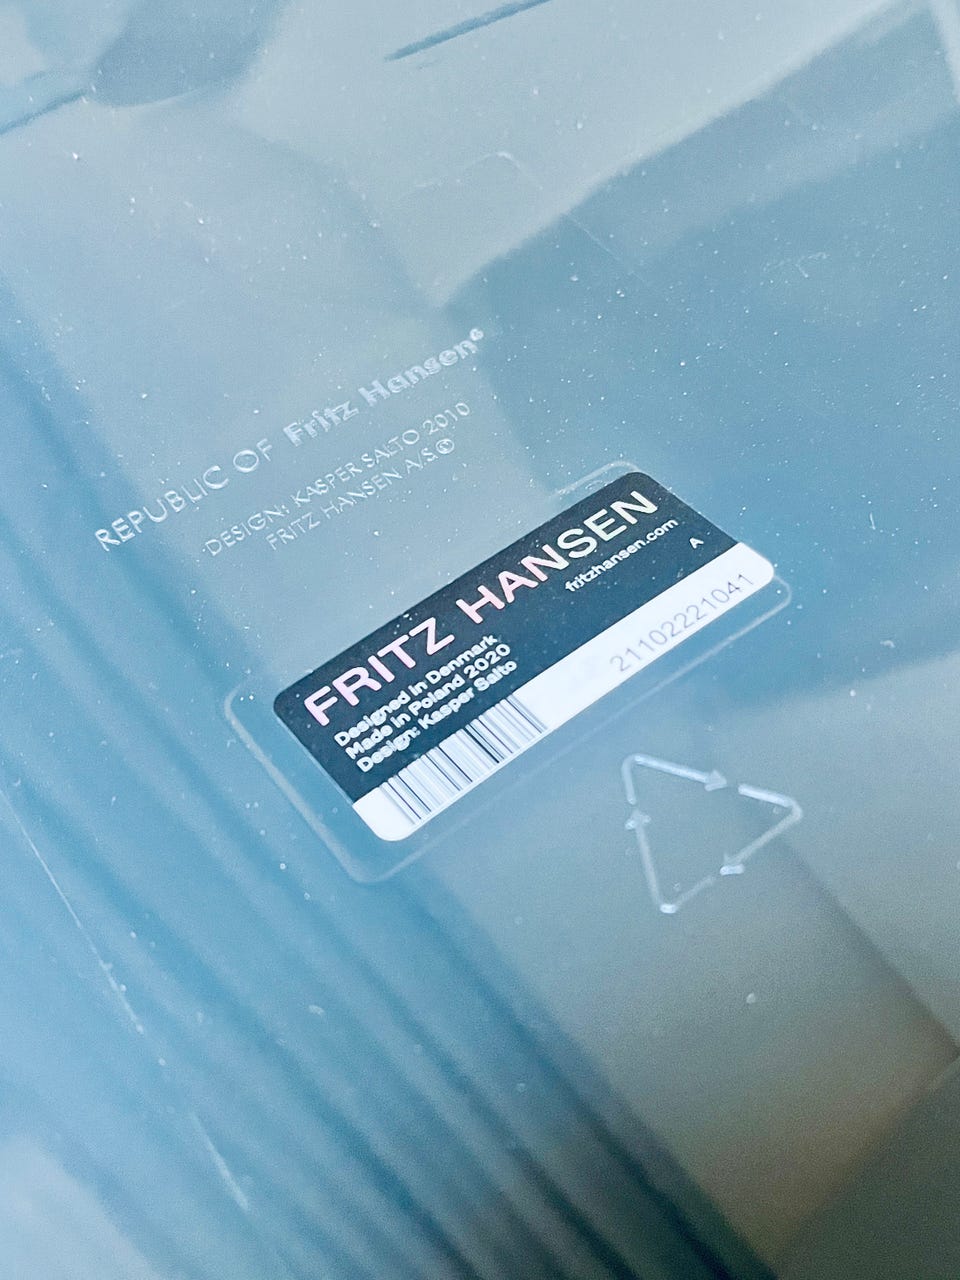 REPUBLIC OF Fritz Hansen®
DESIGN: KASPER SALTO 2010
FRITZ HANSEN A/S©
FRITZ HANSEN
fritzhansen.com
A
Designed in Denmark
Made in Poland 2020
Design: Kasper Salto
21102221041